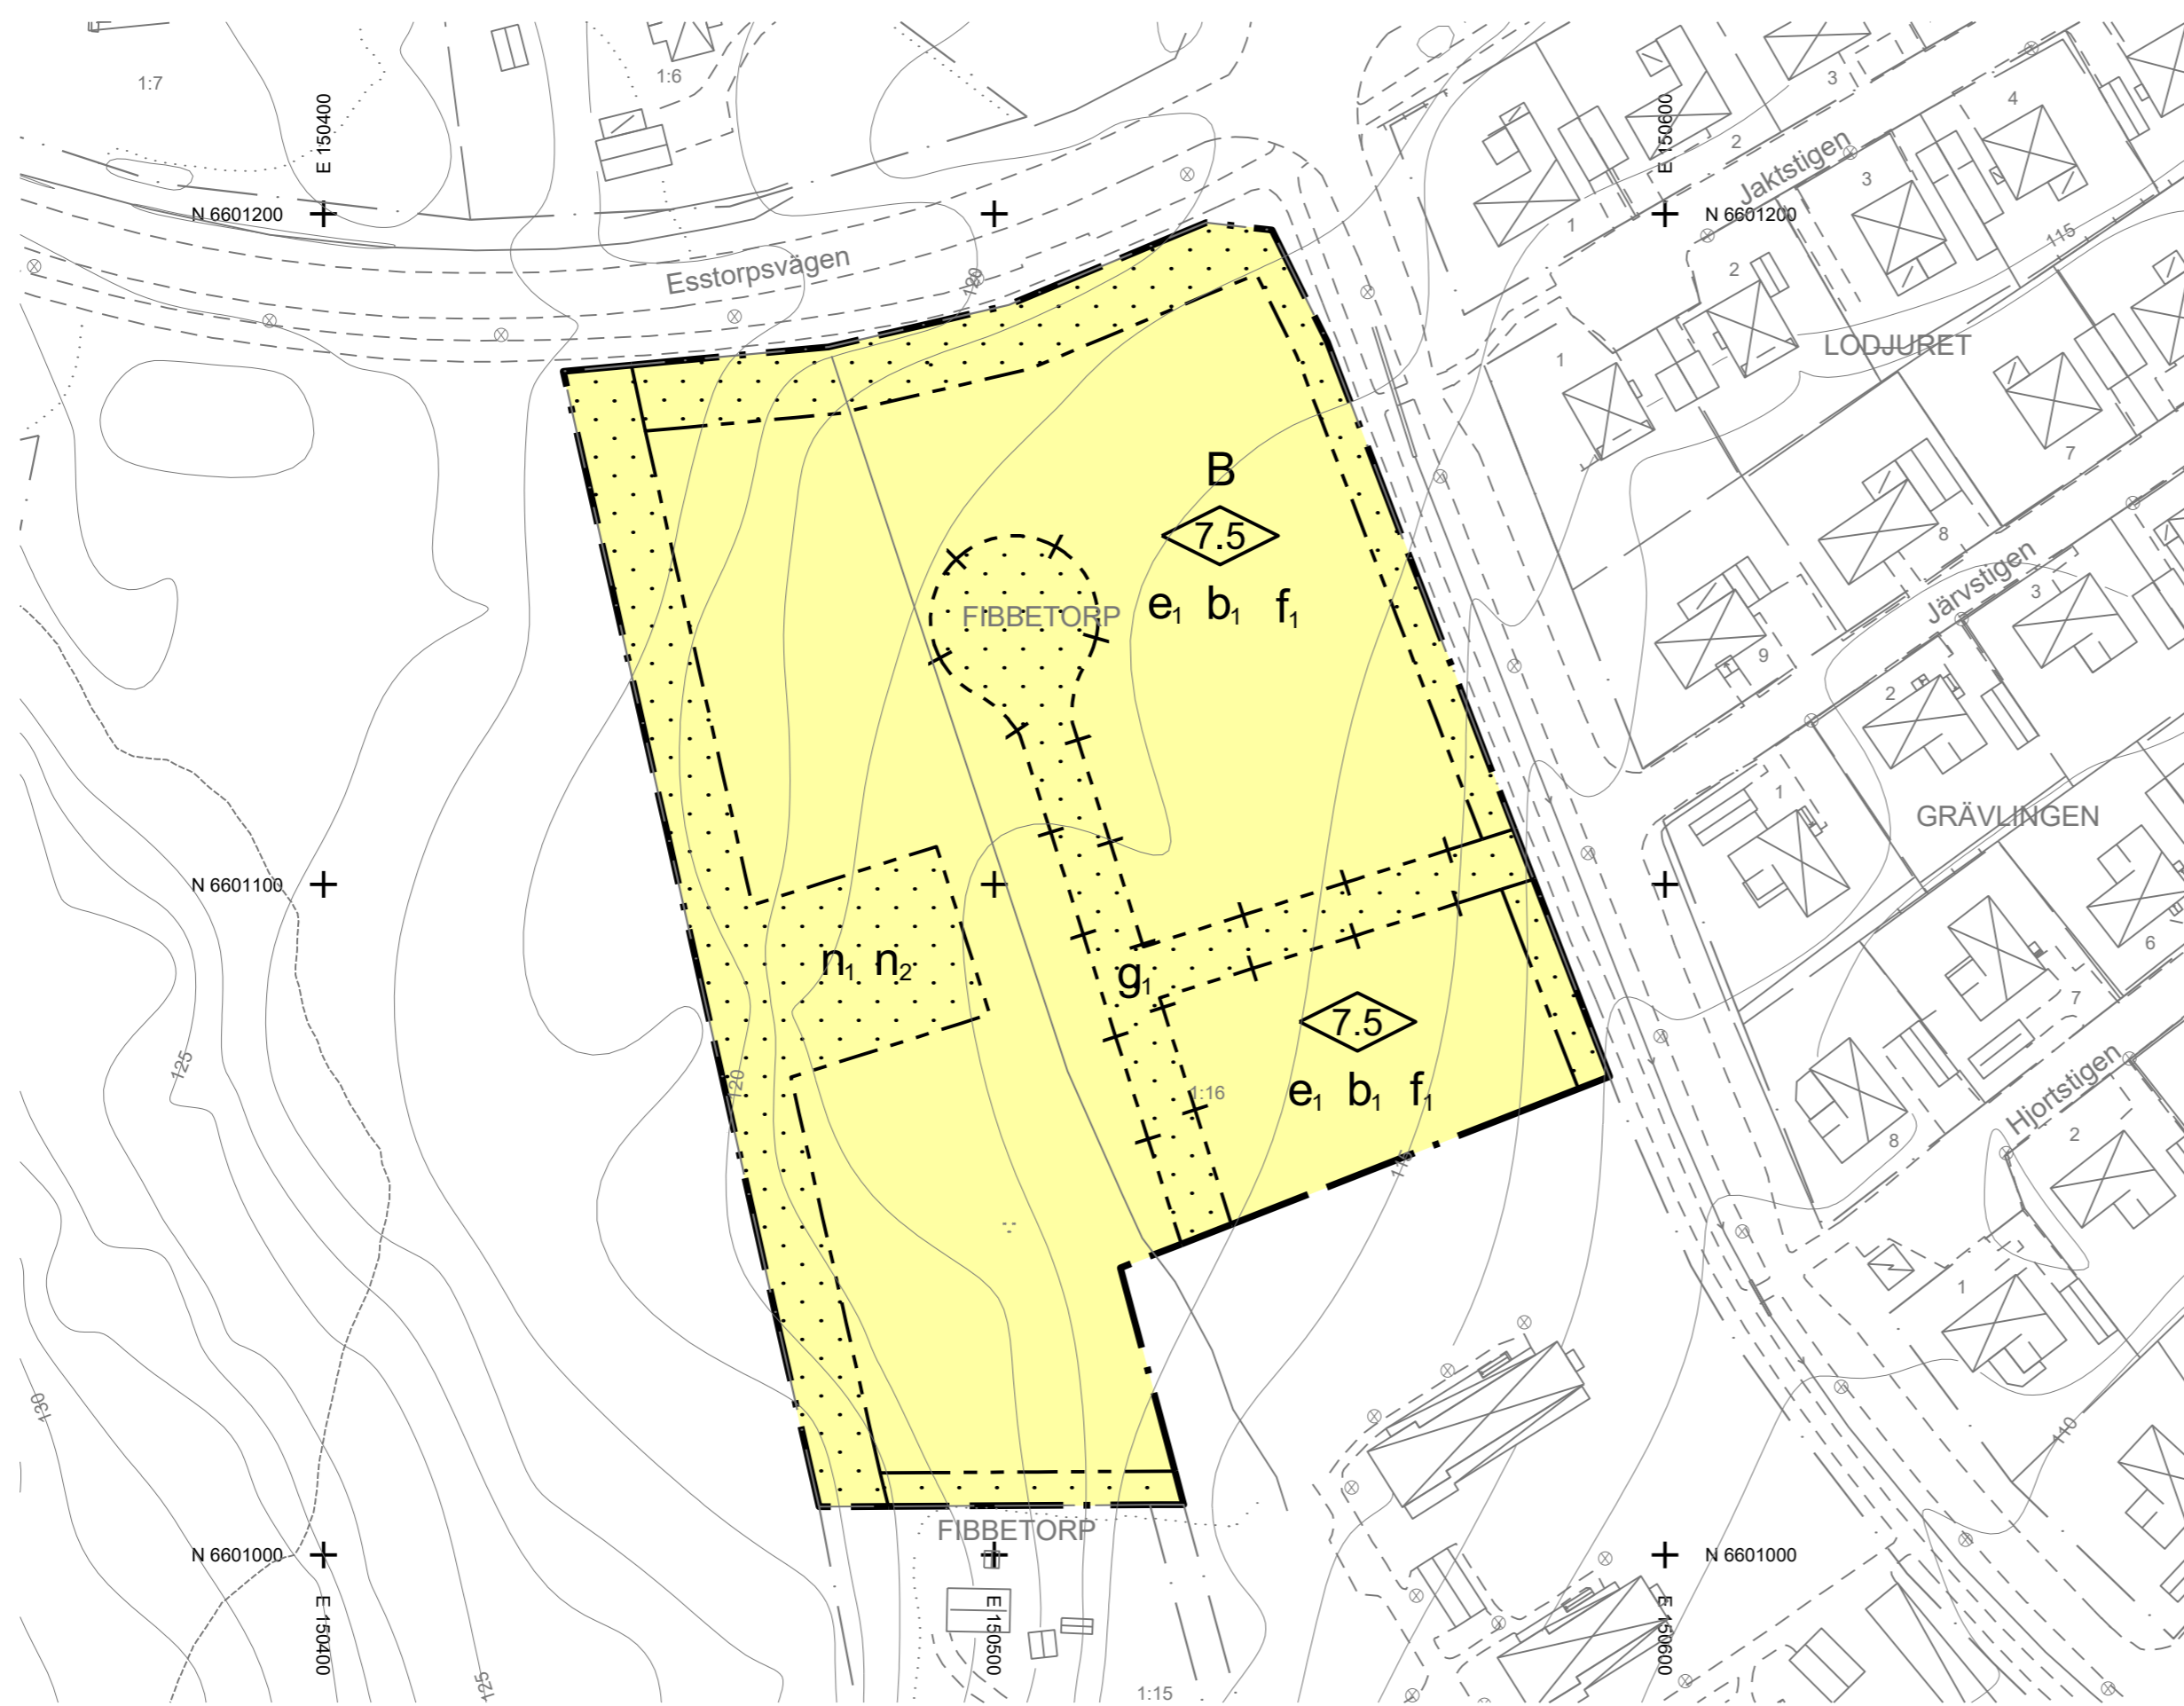 1:7
1:6
E 150400
E 150600
3
4
2
Jaktstigen
3
N 6601200
N 6601200
1
115
Esstorpsvägen
120
2
1
LODJURET
7
B
7.5
8
Järvstigen
3
e₁ b₁ f₁
FIBBETORP
9
2
1
GRÄVLINGEN
N 6601100
6
n₁ n₂
g₁
7
7.5
125
120
1:16
e₁ b₁ f₁
Hjortstigen
2
8
115
1
130
110
FIBBETORP
N 6601000
N 6601000
E 150400
E 150500
E 150600
125
1:15